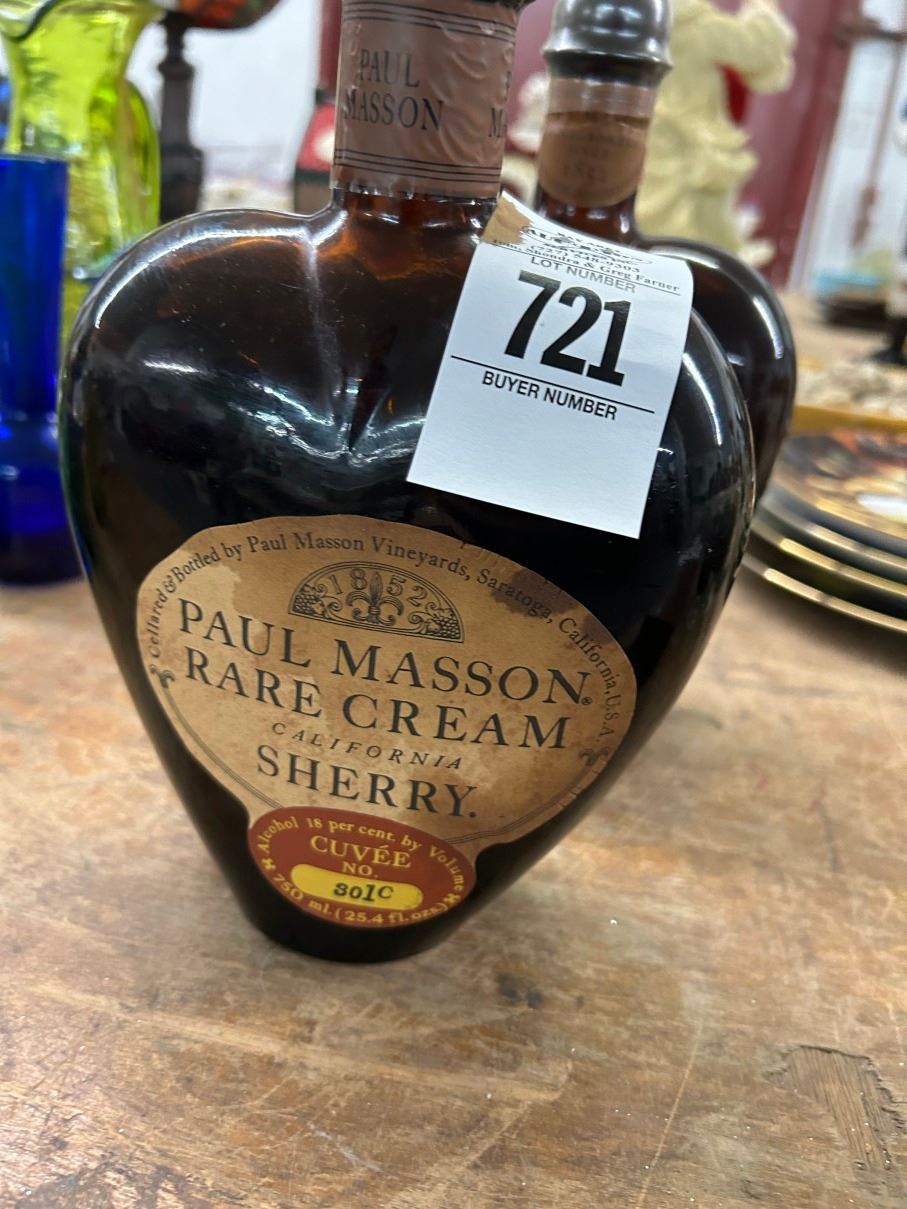 PAUL
MASSON
LOT NUMBER
721
BUYER NUMBER
Cellared & Bottled by Paul Masson Vineyards, Saratoga, California, U.S.A.
1852
PAUL MASSON®
RARE CREAM
CALIFORNIA
SHERRY.
Alcohol 18 per cent. by Volume
CUVÉE
NO.
301C
750 ml. (25.4 fl. ozs.)